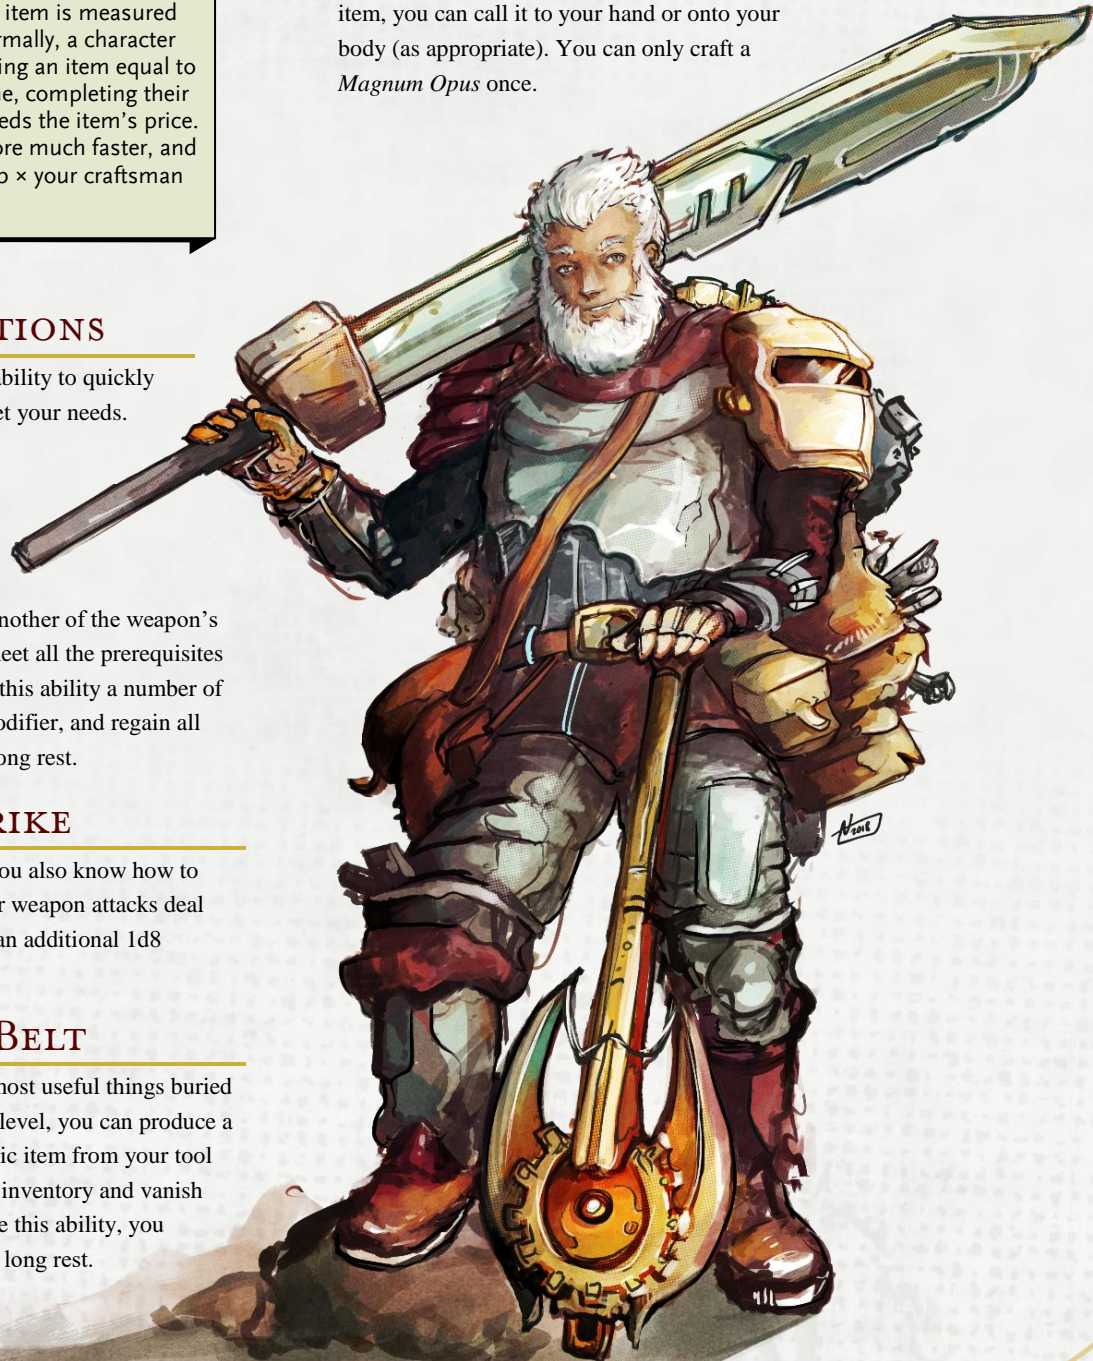 item is measured
rmally, a character
ing an item equal to
ne, completing their
eeds the item's price.
ore much faster, and
p × your craftsman
TIONS
ability to quickly
et your needs.
nother of the weapon's
neet all the prerequisites
this ability a number of
odifier, and regain all
ong rest.
RIKE
ou also know how to
r weapon attacks deal
an additional 1d8
BELT
most useful things buried
level, you can produce a
ic item from your tool
inventory and vanish
e this ability, you
long rest.
item, you can call it to your hand or onto your
body (as appropriate). You can only craft a
Magnum Opus once.
2018